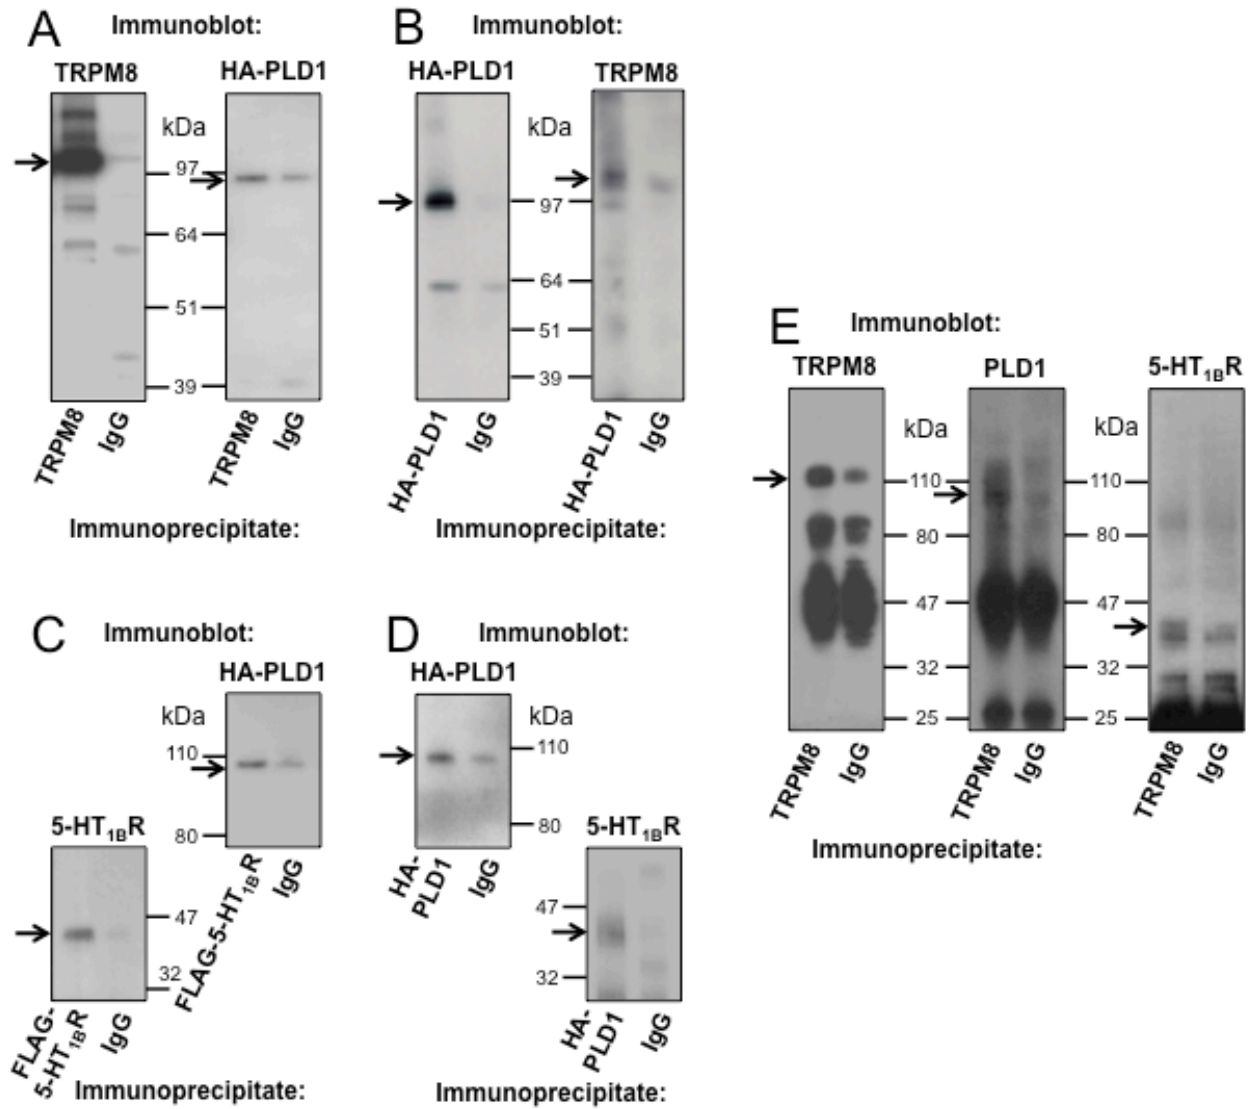 A
Immunoblot:
TRPM8
HA-PLD1
kDa
97
64
51
39
TRPM8
IgG
TRPM8
IgG
Immunoprecipitate:
B
Immunoblot:
HA-PLD1
TRPM8
kDa
97
64
51
39
HA-PLD1
IgG
HA-PLD1
IgG
Immunoprecipitate:
C
Immunoblot:
HA-PLD1
kDa
110
80
5-HT1BR
47
32
FLAG-5-HT1BR
IgG
FLAG-
5-HT1BR
IgG
Immunoprecipitate:
D
Immunoblot:
HA-PLD1
kDa
110
80
HA-
PLD1
IgG
5-HT1BR
47
32
HA-
PLD1
IgG
Immunoprecipitate:
E
Immunoblot:
TRPM8
PLD1
5-HT1BR
kDa
110
80
47
32
25
kDa
110
80
47
32
25
TRPM8
IgG
TRPM8
IgG
TRPM8
IgG
Immunoprecipitate: